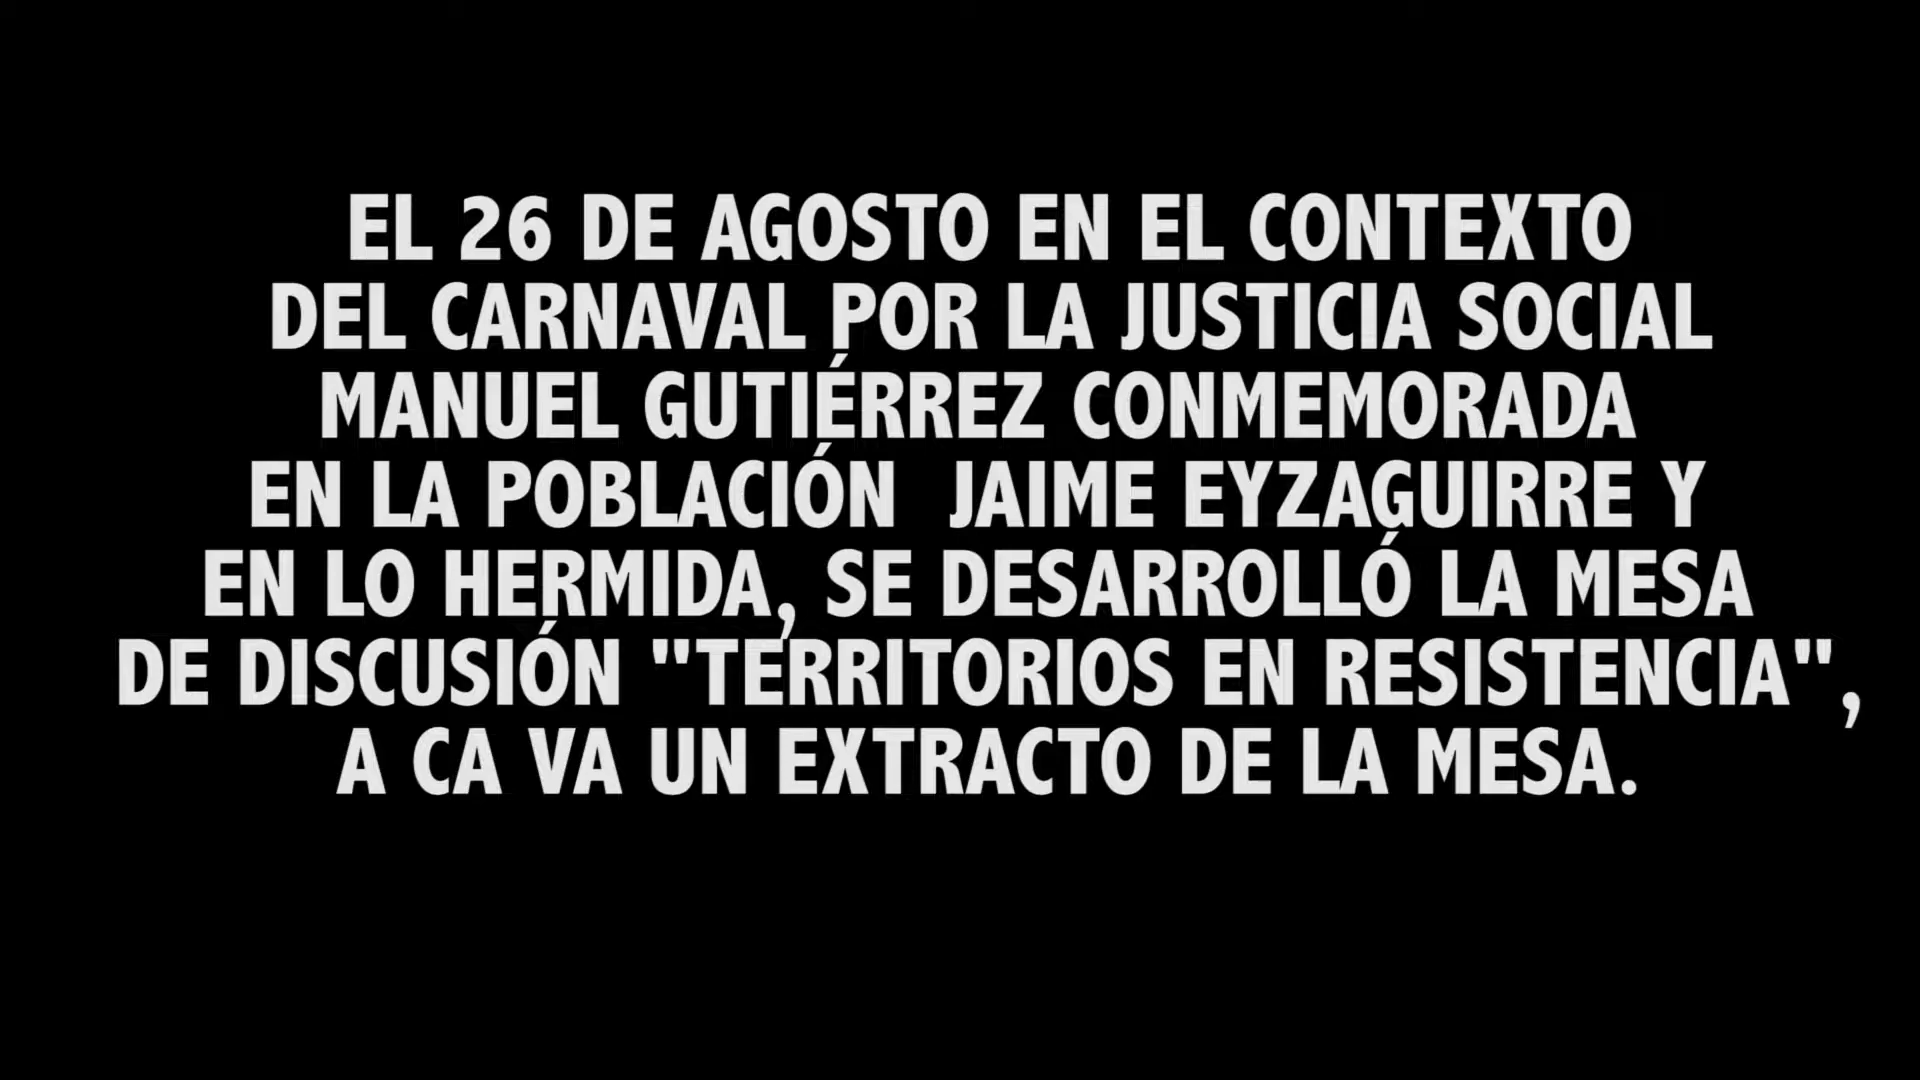 EL 26 DE AGOSTO EN EL CONTEXTO
DEL CARNAVAL POR LA JUSTICIA SOCIAL
MANUEL GUTIÉRREZ CONMEMORADA
EN LA POBLACIÓN  JAIME EYZAGUIRRE Y
EN LO HERMIDA, SE DESARROLLÓ LA MESA
DE DISCUSIÓN "TERRITORIOS EN RESISTENCIA",
A CA VA UN EXTRACTO DE LA MESA.